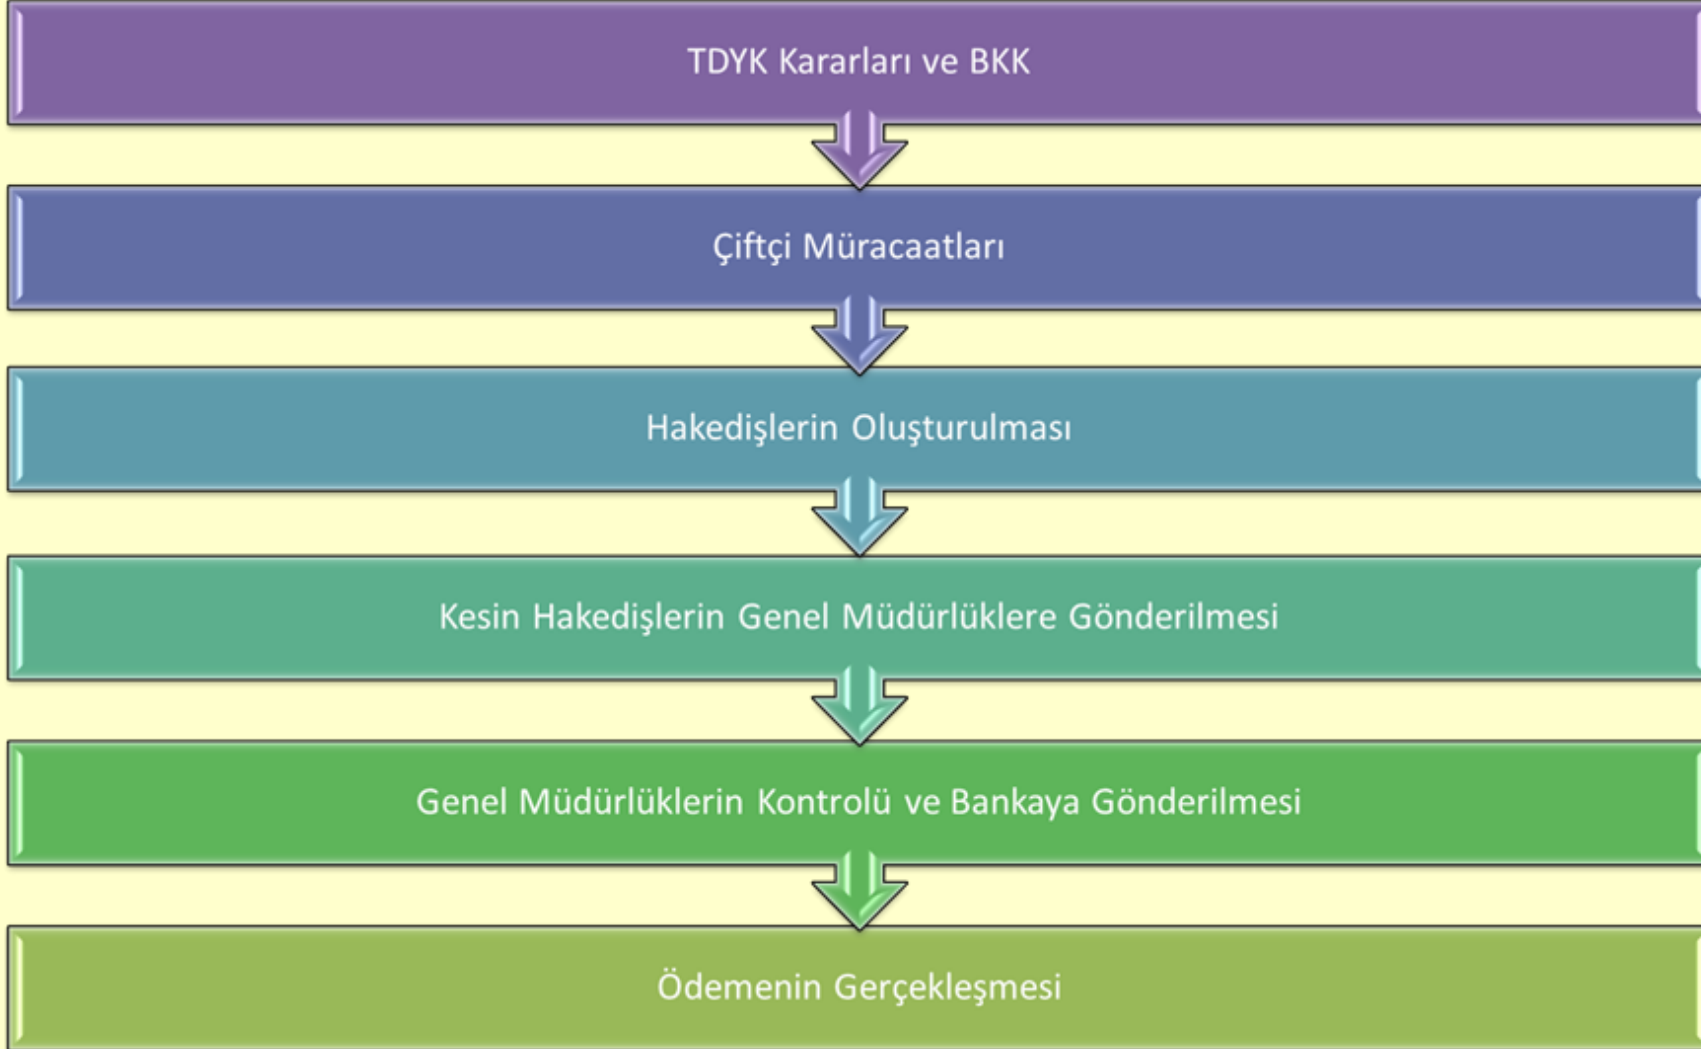 TDYK Kararları ve BKK
Çiftçi Müracaatları
Hakedişlerin Oluşturulması
Kesin Hakedişlerin Genel Müdürlüklere Gönderilmesi
Genel Müdürlüklerin Kontrolü ve Bankaya Gönderilmesi
Ödemenin Gerçekleşmesi